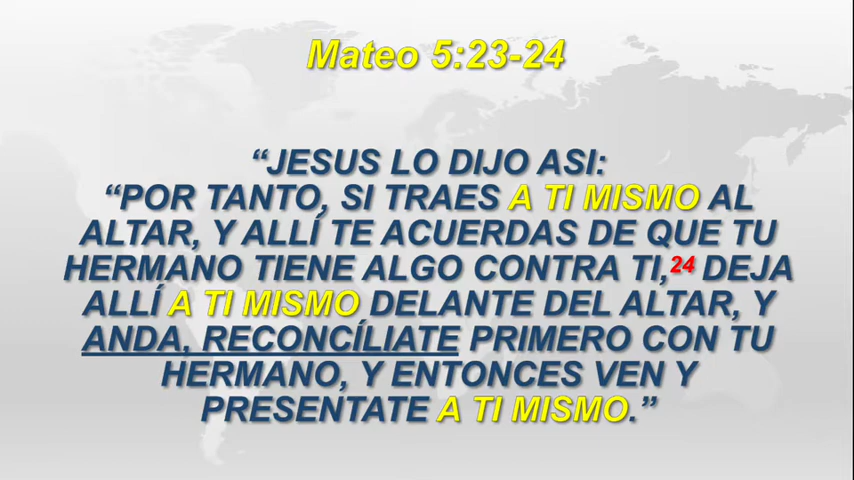 Mateo 5:23-24
“JESUS LO DIJO ASI:
“POR TANTO, SI TRAES A TI MISMO AL
ALTAR, Y ALLÍ TE ACUERDAS DE QUE TU
HERMANO TIENE ALGO CONTRA TI,24 DEJA
ALLÍ A TI MISMO DELANTE DEL ALTAR, Y
ANDA, RECONCÍLIATE PRIMERO CON TU
HERMANO, Y ENTONCES VEN Y
PRESENTATE A TI MISMO.”